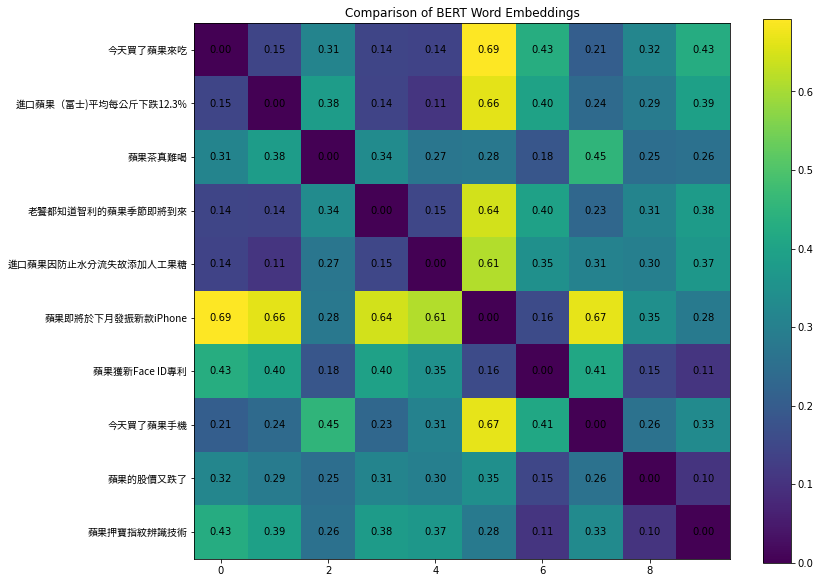 Comparison of BERT Word Embeddings
今天買了蘋果來吃 0.00 0.15 0.31 0.14 0.14 0.69 0.43 0.21 0.32 0.43
進口蘋果（富士)平均每公斤下跌12.3% 0.15 0.00 0.38 0.14 0.11 0.66 0.40 0.24 0.29 0.39
蘋果茶真難喝 0.31 0.38 0.00 0.34 0.27 0.28 0.18 0.45 0.25 0.26
老饕都知道智利的蘋果季節即將到來 0.14 0.14 0.34 0.00 0.15 0.64 0.40 0.23 0.31 0.38
進口蘋果因防止水分流失故添加人工果糖 0.14 0.11 0.27 0.15 0.00 0.61 0.35 0.31 0.30 0.37
蘋果即將於下月發振新款iPhone 0.69 0.66 0.28 0.64 0.61 0.00 0.16 0.67 0.35 0.28
蘋果獲新Face ID專利 0.43 0.40 0.18 0.40 0.35 0.16 0.00 0.41 0.15 0.11
今天買了蘋果手機 0.21 0.24 0.45 0.23 0.31 0.67 0.41 0.00 0.26 0.33
蘋果的股價又跌了 0.32 0.29 0.25 0.31 0.30 0.35 0.15 0.26 0.00 0.10
蘋果押寶指紋辨識技術 0.43 0.39 0.26 0.38 0.37 0.28 0.11 0.33 0.10 0.00
0 2 4 6 8
0.6
0.5
0.4
0.3
0.2
0.1
0.0